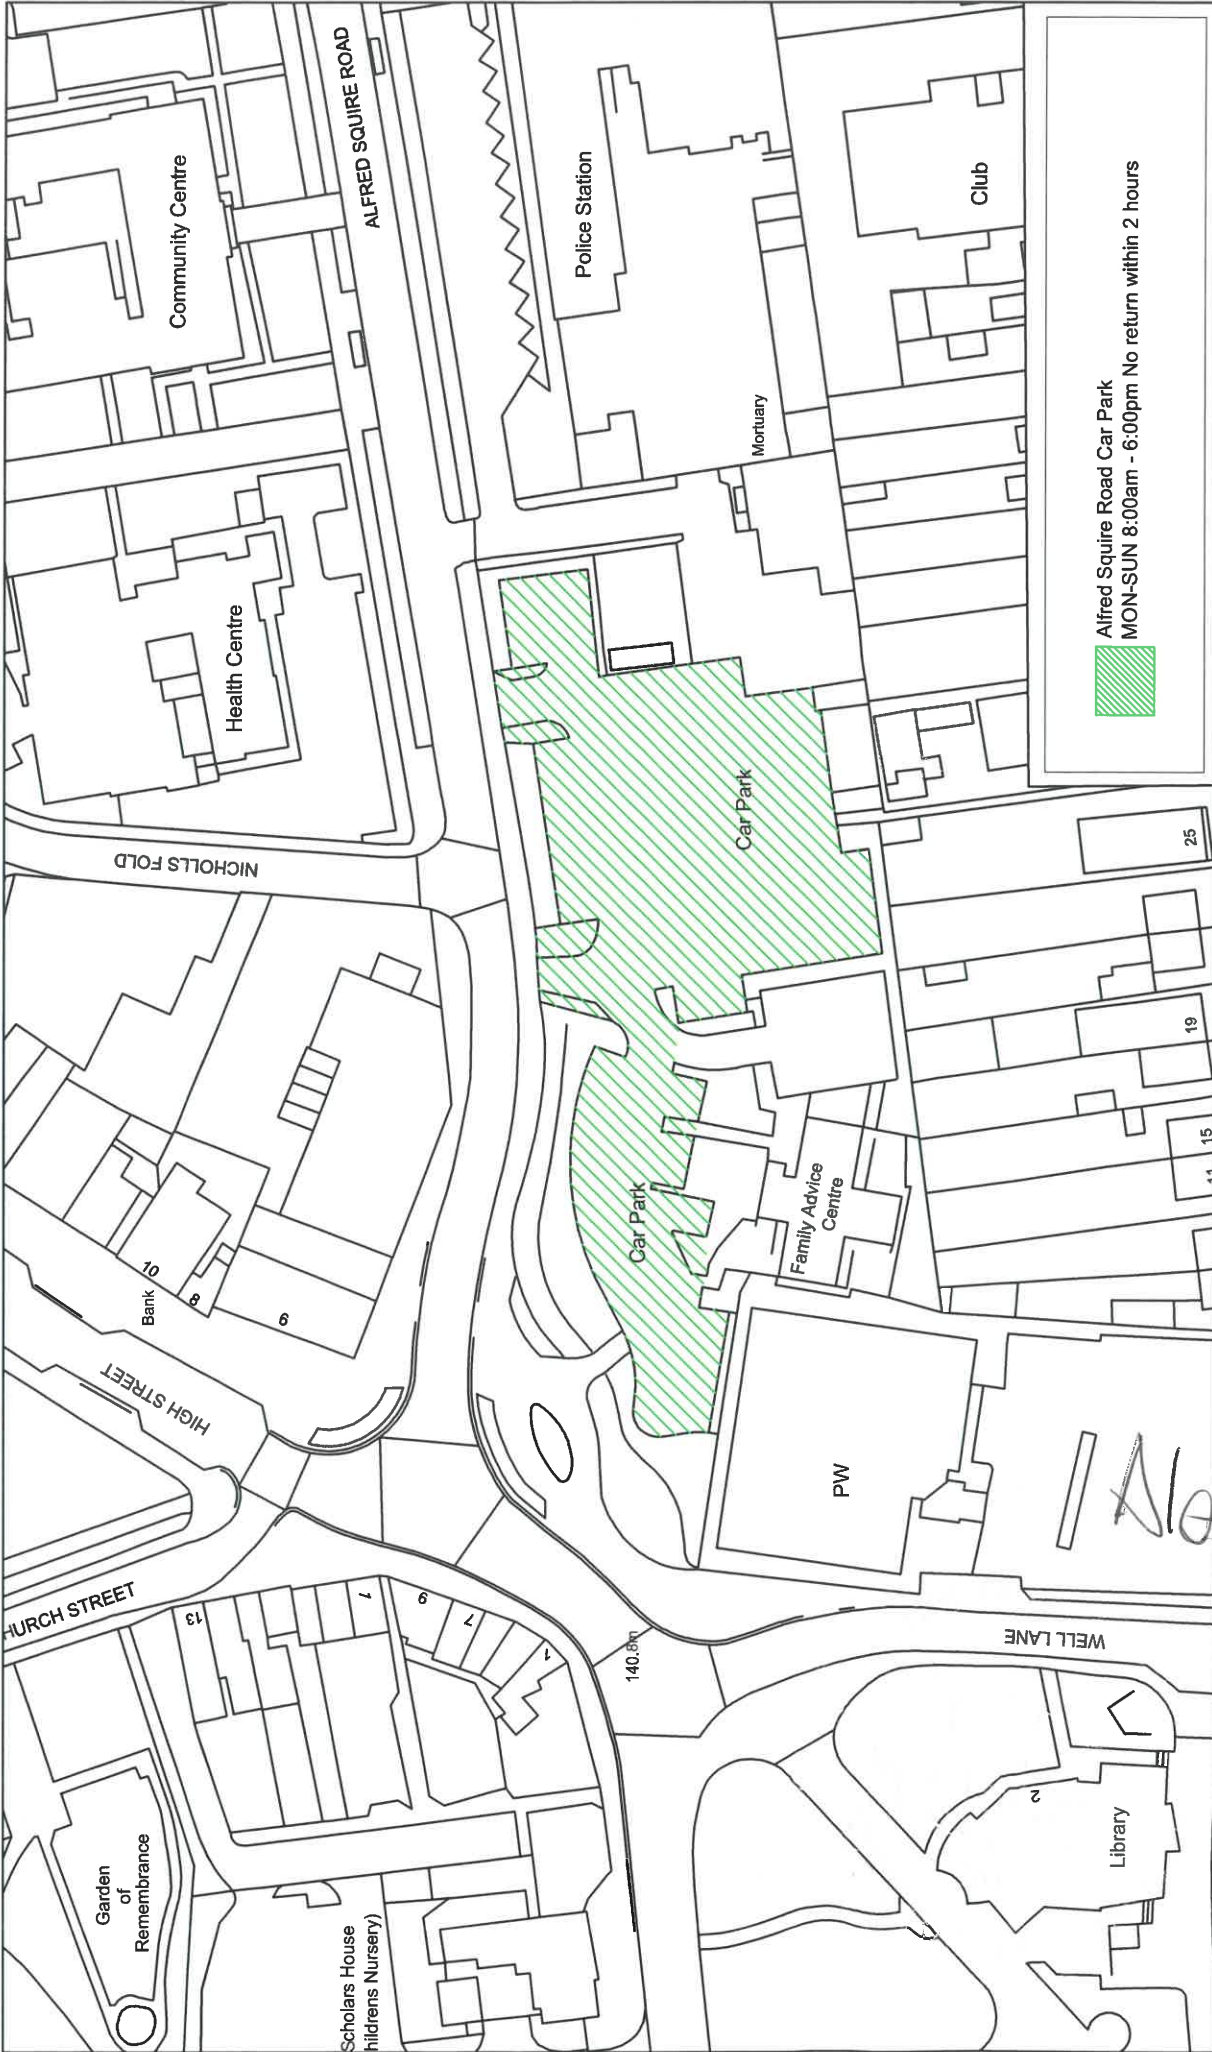 Garden
of
Remembrance
HURCH STREET
HIGH STREET
Bank
10
8
6
NICHOLLS FOLD
Health Centre
Community Centre
ALFRED SQUIRE ROAD
Scholars House
hildrens Nursery)
13
1
9
7
1
140.8m
Car Park
Car Park
Police Station
Mortuary
Family Advice
Centre
PW
Club
WELL LANE
2
Library
11
15
19
25
Alfred Squire Road Car Park
MON-SUN 8:00am - 6:00pm No return within 2 hours